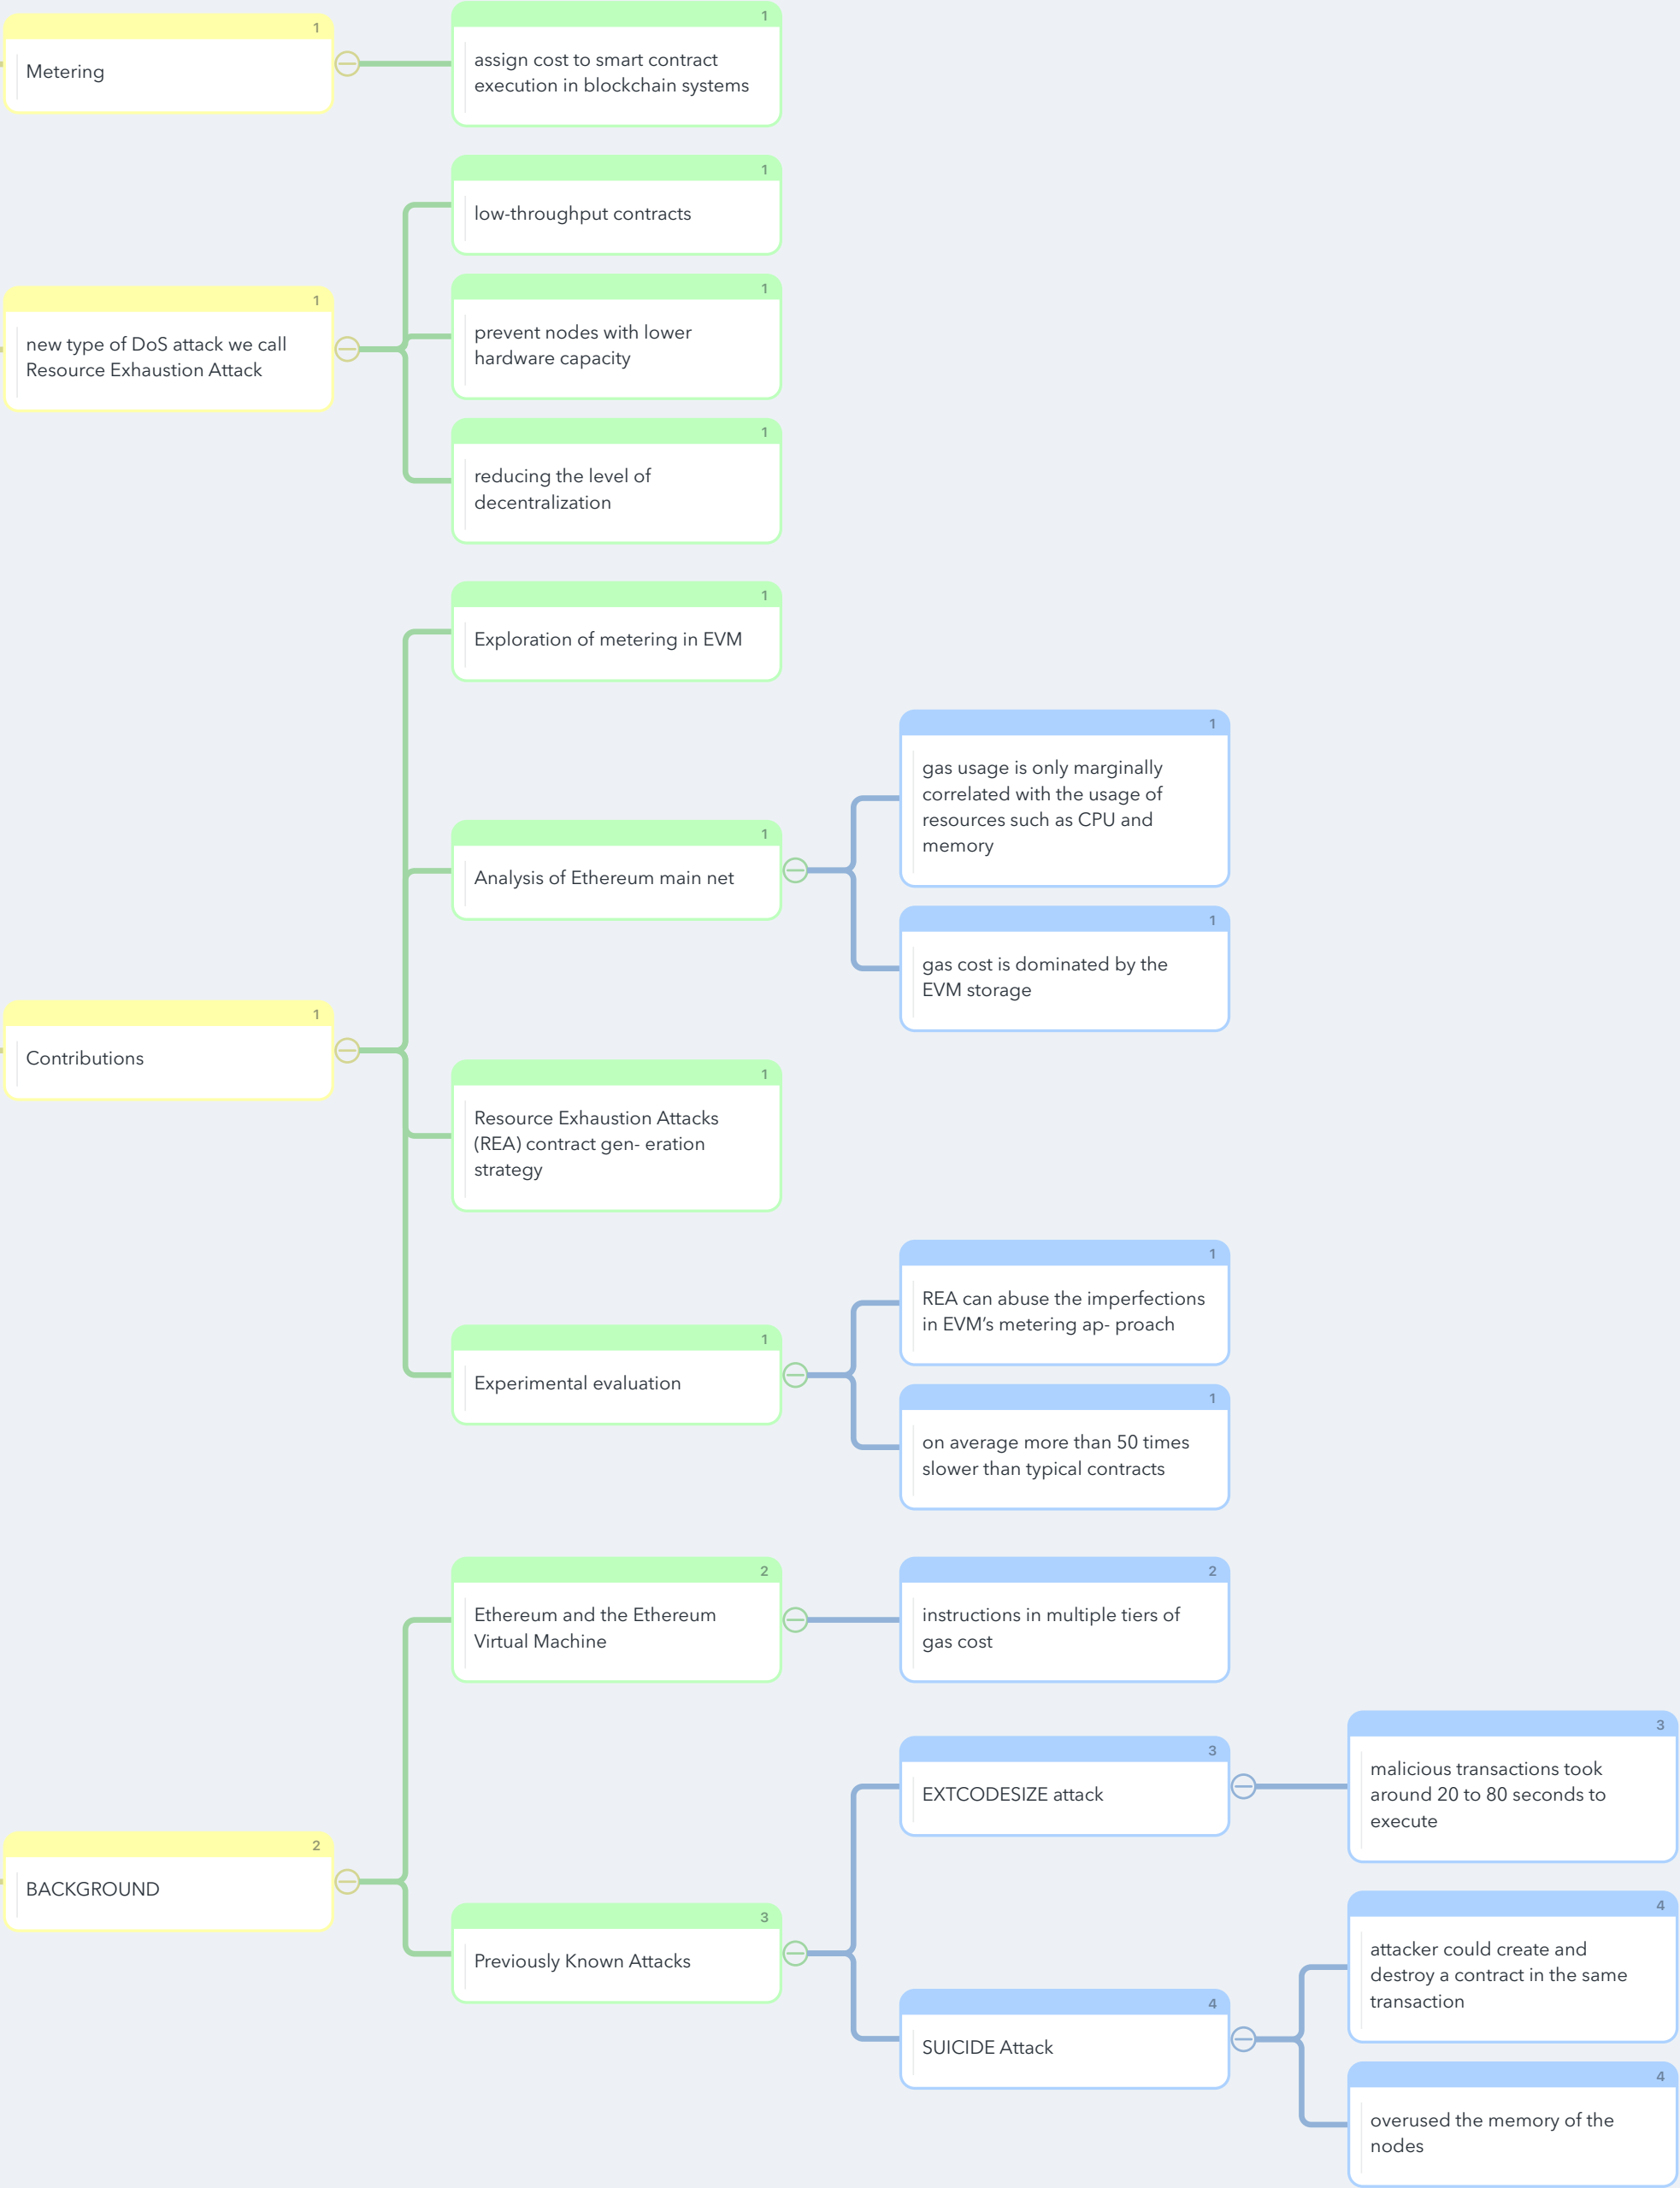 1
Metering
1
assign cost to smart contract
execution in blockchain systems
1
new type of DoS attack we call
Resource Exhaustion Attack
1
low-throughput contracts
1
prevent nodes with lower
hardware capacity
1
reducing the level of
decentralization
1
Contributions
1
Exploration of metering in EVM
1
Analysis of Ethereum main net
1
gas usage is only marginally
correlated with the usage of
resources such as CPU and
memory
1
gas cost is dominated by the
EVM storage
1
Resource Exhaustion Attacks
(REA) contract gen- eration
strategy
1
Experimental evaluation
1
REA can abuse the imperfections
in EVM’s metering ap- proach
1
on average more than 50 times
slower than typical contracts
2
BACKGROUND
2
Ethereum and the Ethereum
Virtual Machine
2
instructions in multiple tiers of
gas cost
3
Previously Known Attacks
3
EXTCODESIZE attack
3
malicious transactions took
around 20 to 80 seconds to
execute
4
SUICIDE Attack
4
attacker could create and
destroy a contract in the same
transaction
4
overused the memory of the
nodes